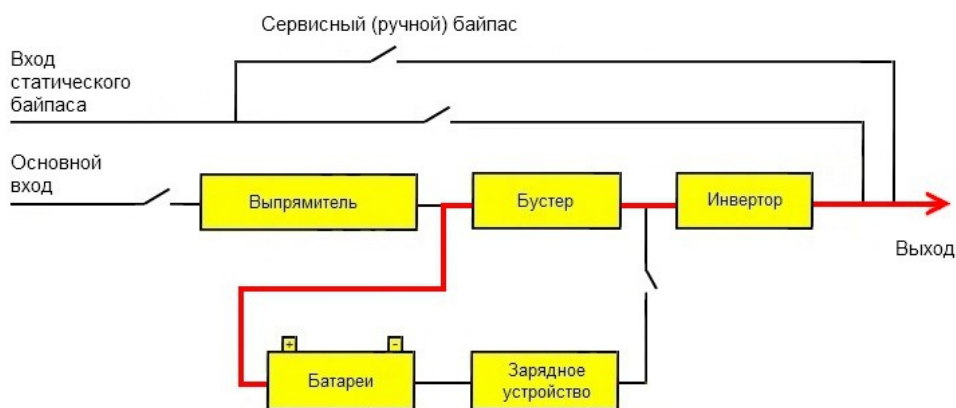 Сервисный (ручной) байпас
Вход
статического
байпаса
Основной
вход
Выпрямитель
Бустер
Инвертор
Выход
+
-
Батареи
Зарядное
устройство